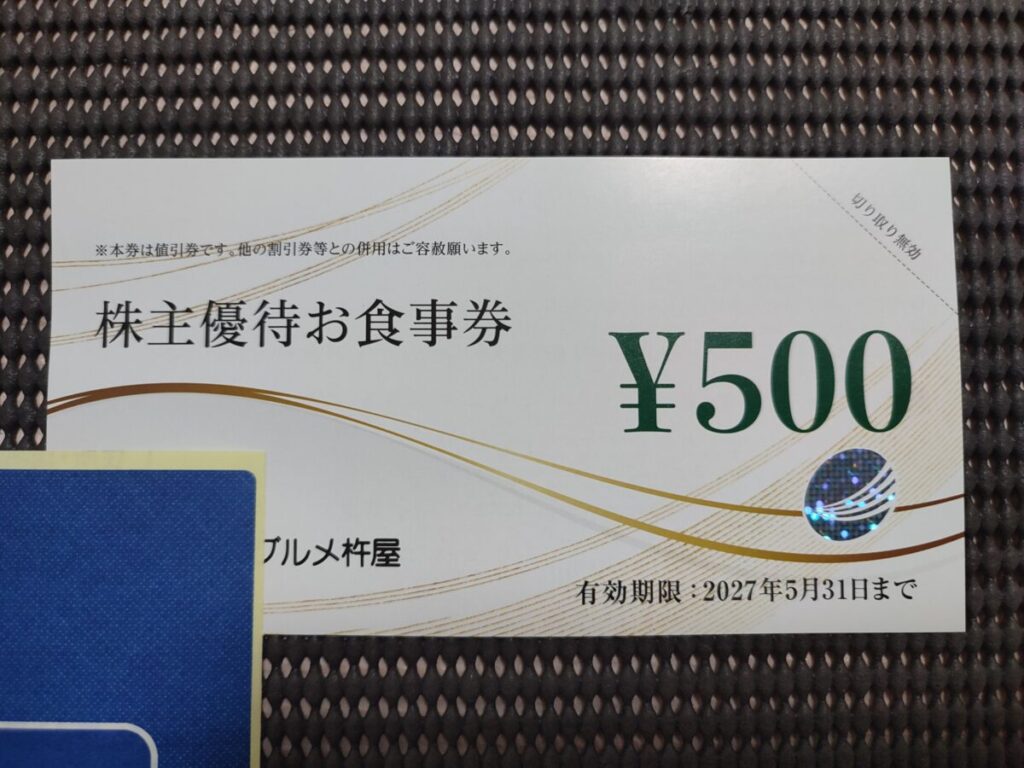 切り取り無効
※本券は値引券です。他の割引券等との併用はご容赦願います。
株主優待お食事券
¥500
グルメ杵屋
有効期限：2027年5月31日まで